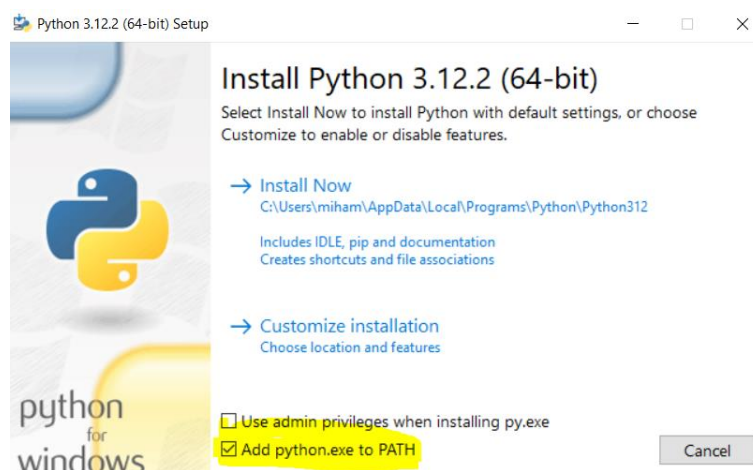 Python 3.12.2 (64-bit) Setup
Install Python 3.12.2 (64-bit)
Select Install Now to install Python with default settings, or choose
Customize to enable or disable features.
Install Now
C:\Users\miham\AppData\Local\Programs\Python\Python312
Includes IDLE, pip and documentation
Creates shortcuts and file associations
Customize installation
Choose location and features
python
for
windows
Use admin privileges when installing py.exe
Add python.exe to PATH
Cancel